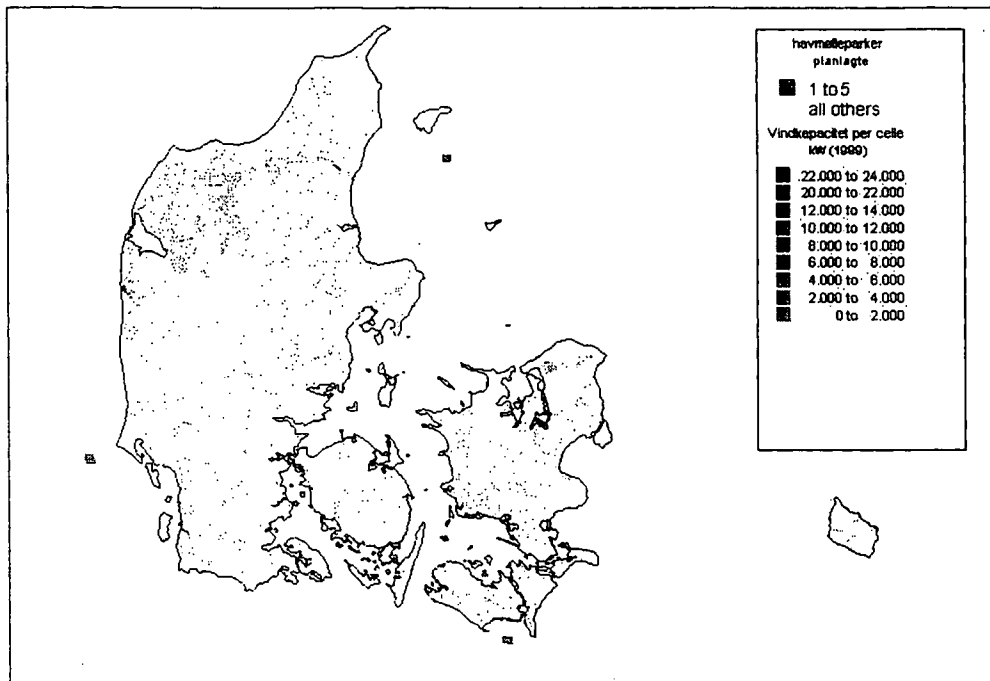 havmølleparker
planlagte
1 to 5
all others
Vindkapacitet per celle
kW (1999)
22.000 to 24.000
20.000 to 22.000
12.000 to 14.000
10.000 to 12.000
8.000 to 10.000
6.000 to 8.000
4.000 to 6.000
2.000 to 4.000
0 to 2.000